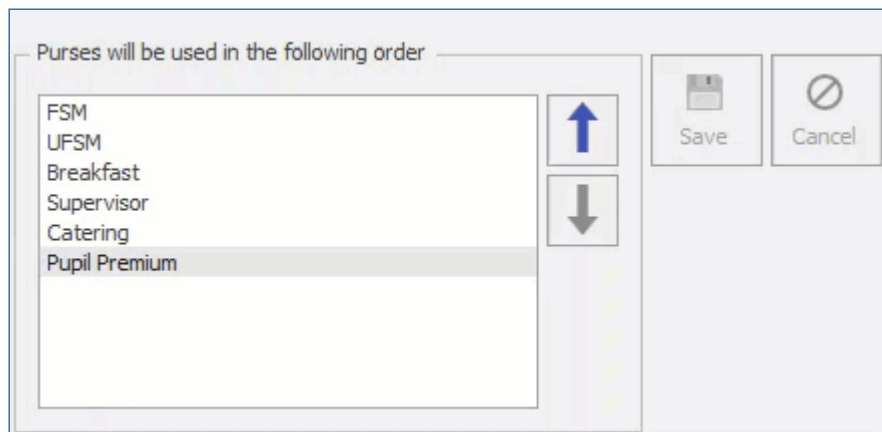 Purses will be used in the following order
FSM
UFSM
Breakfast
Supervisor
Catering
Pupil Premium
Save
Cancel